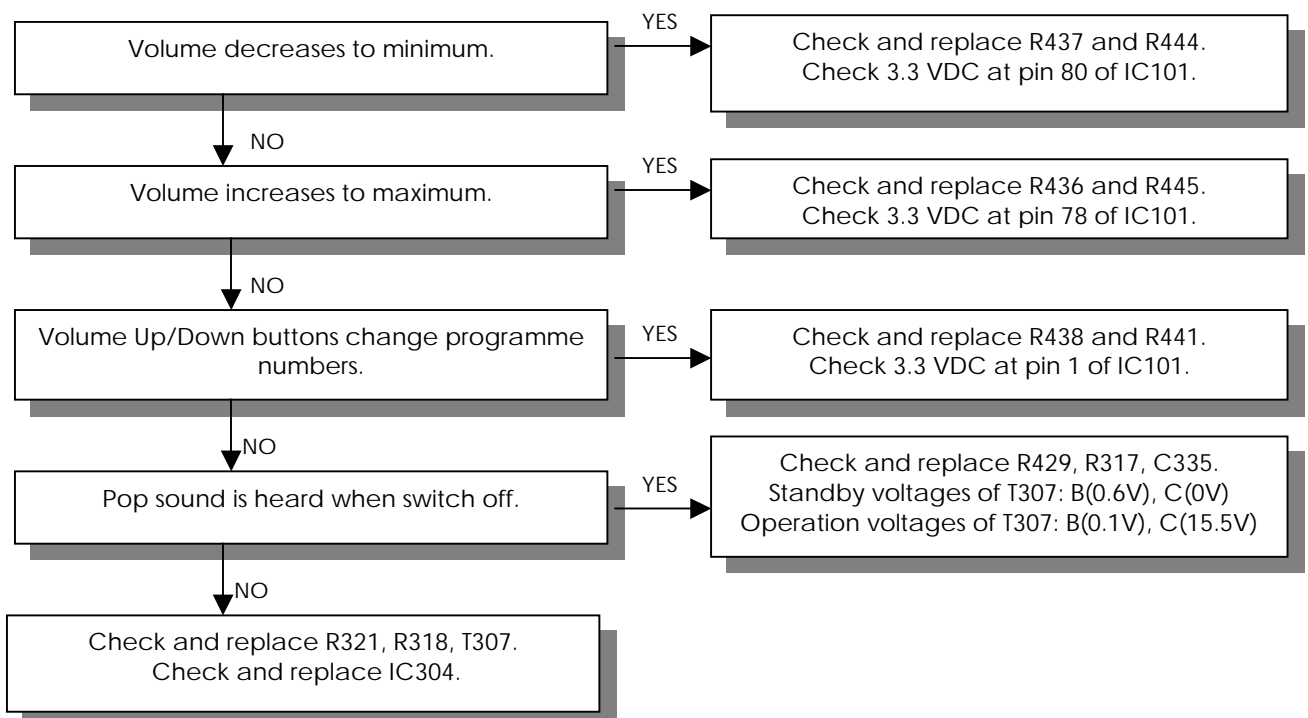 Volume decreases to minimum.
YES
Check and replace R437 and R444.
Check 3.3 VDC at pin 80 of IC101.
NO
Volume increases to maximum.
YES
Check and replace R436 and R445.
Check 3.3 VDC at pin 78 of IC101.
NO
Volume Up/Down buttons change programme
numbers.
YES
Check and replace R438 and R441.
Check 3.3 VDC at pin 1 of IC101.
NO
Pop sound is heard when switch off.
YES
Check and replace R429, R317, C335.
Standby voltages of T307: B(0.6V), C(0V)
Operation voltages of T307: B(0.1V), C(15.5V)
NO
Check and replace R321, R318, T307.
Check and replace IC304.